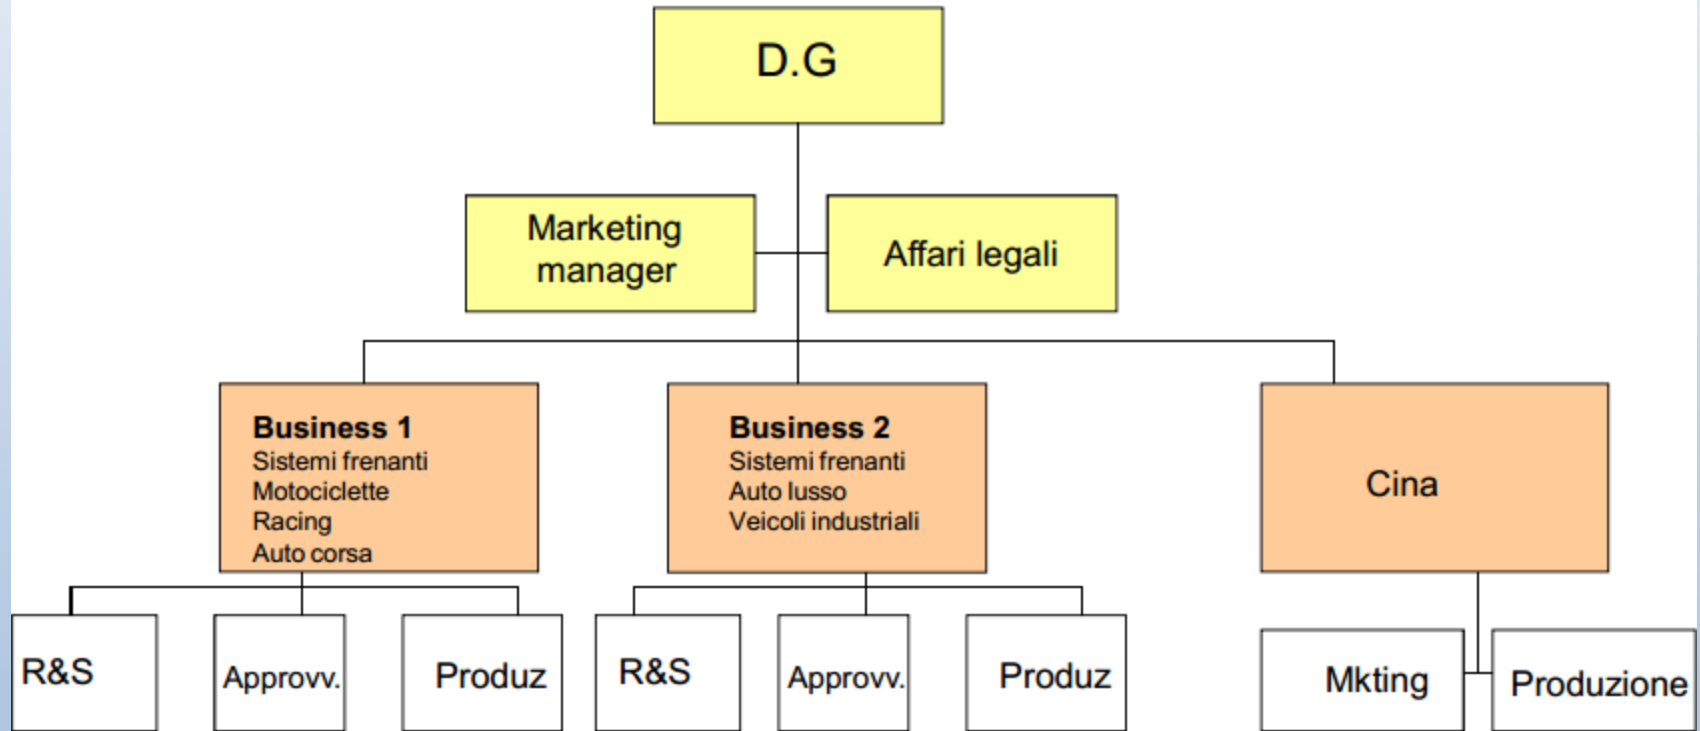 D.G
Marketing
manager
Affari legali
Business 1
Sistemi frenanti
Motociclette
Racing
Auto corsa
Business 2
Sistemi frenanti
Auto lusso
Veicoli industriali
Cina
R&S
Approvv.
Produz
R&S
Approvv.
Produz
Mkting
Produzione